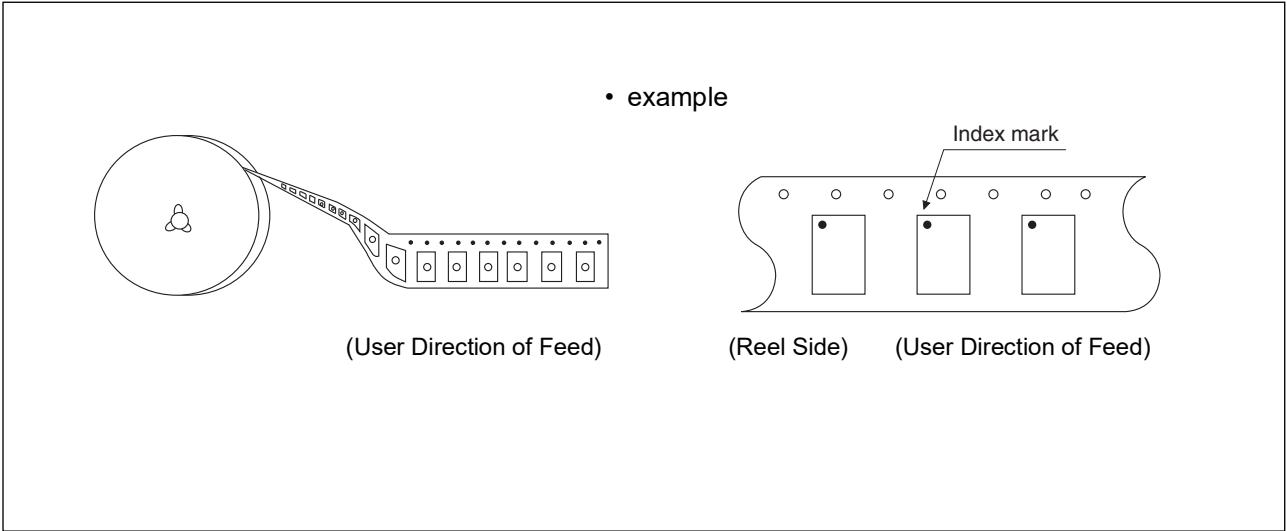 • example
Index mark
(User Direction of Feed)
(Reel Side)
(User Direction of Feed)